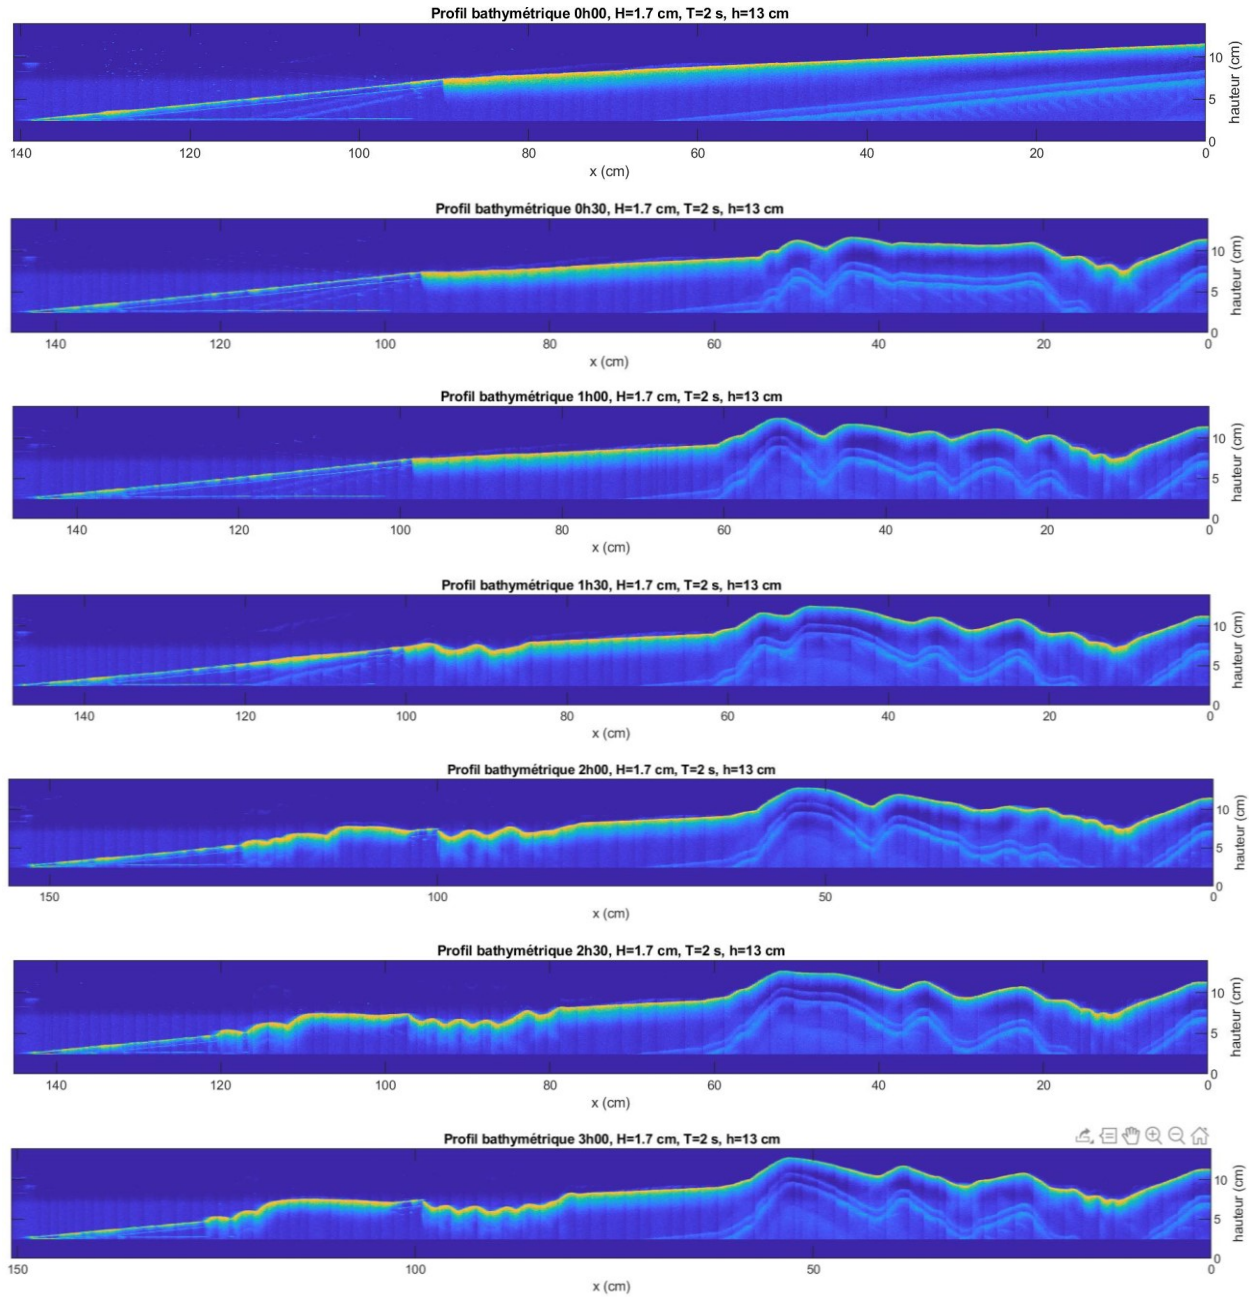 Profil bathymétrique 0h00, H=1.7 cm, T=2 s, h=13 cm
10
5
0
hauteur (cm)
140 120 100 80 60 40 20 0
x (cm)
Profil bathymétrique 0h30, H=1.7 cm, T=2 s, h=13 cm
10
5
0
hauteur (cm)
140 120 100 80 60 40 20 0
x (cm)
Profil bathymétrique 1h00, H=1.7 cm, T=2 s, h=13 cm
10
5
0
hauteur (cm)
140 120 100 80 60 40 20 0
x (cm)
Profil bathymétrique 1h30, H=1.7 cm, T=2 s, h=13 cm
10
5
0
hauteur (cm)
140 120 100 80 60 40 20 0
x (cm)
Profil bathymétrique 2h00, H=1.7 cm, T=2 s, h=13 cm
10
5
0
hauteur (cm)
150 100 50 0
x (cm)
Profil bathymétrique 2h30, H=1.7 cm, T=2 s, h=13 cm
10
5
0
hauteur (cm)
140 120 100 80 60 40 20 0
x (cm)
Profil bathymétrique 3h00, H=1.7 cm, T=2 s, h=13 cm
10
5
0
hauteur (cm)
150 100 50 0
x (cm)